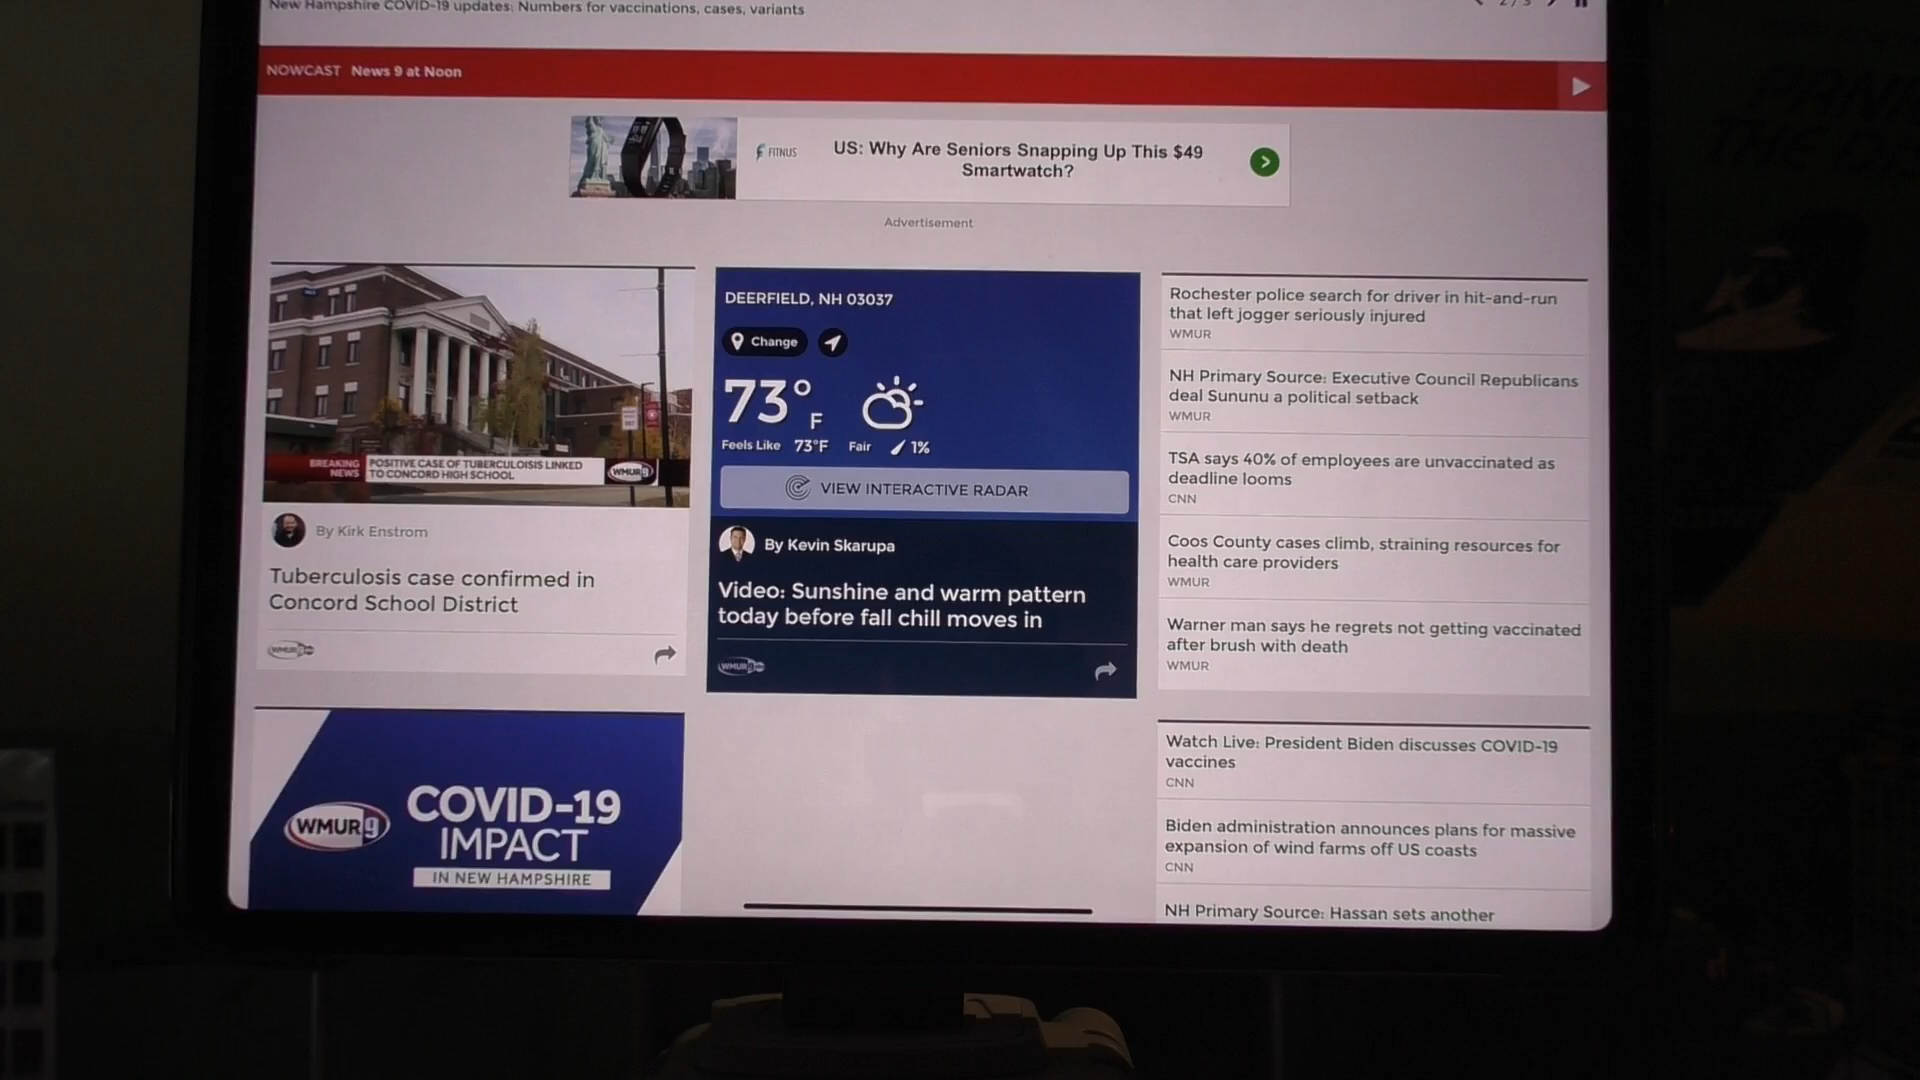 New Hampshire COVID-19 updates: Numbers for vaccinations, cases, variants
2/3
NOWCAST News 9 at Noon
FITNUS
US: Why Are Seniors Snapping Up This $49
Smartwatch?
Advertisement
BREAKING
NEWS
POSITIVE CASE OF TUBERCULOISIS LINKED
TO CONCORD HIGH SCHOOL
WMUR9
By Kirk Enstrom
Tuberculosis case confirmed in
Concord School District
WMUR9
DEERFIELD, NH 03037
Change
73°F
Feels Like 73°F Fair 1%
VIEW INTERACTIVE RADAR
By Kevin Skarupa
Video: Sunshine and warm pattern
today before fall chill moves in
WMUR9
Rochester police search for driver in hit-and-run
that left jogger seriously injured
WMUR
NH Primary Source: Executive Council Republicans
deal Sununu a political setback
WMUR
TSA says 40% of employees are unvaccinated as
deadline looms
CNN
Coos County cases climb, straining resources for
health care providers
WMUR
Warner man says he regrets not getting vaccinated
after brush with death
WMUR
WMUR9
COVID-19
IMPACT
IN NEW HAMPSHIRE
Watch Live: President Biden discusses COVID-19
vaccines
CNN
Biden administration announces plans for massive
expansion of wind farms off US coasts
CNN
NH Primary Source: Hassan sets another